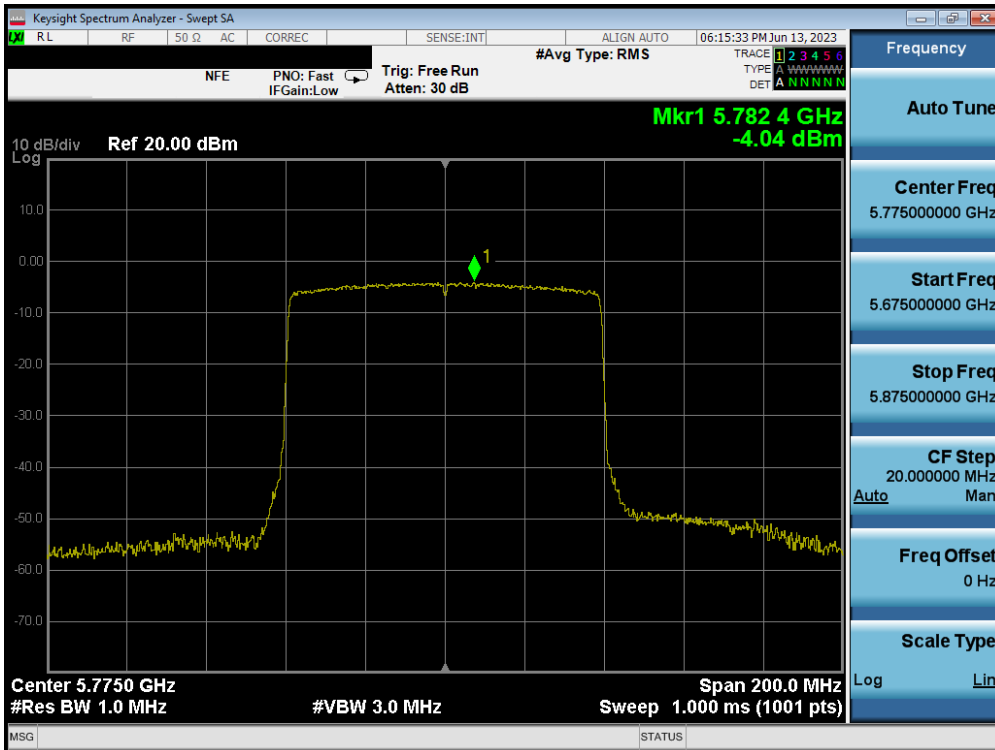 Keysight Spectrum Analyzer - Swept SA
LXI RL RF 50 Ω AC CORREC SENSE:INT ALIGN AUTO 06:15:33 PM Jun 13, 2023
NFE PNO: Fast Trig: Free Run #Avg Type: RMS TRACE 1 2 3 4 5 6
IFGain:Low Atten: 30 dB TYPE A WWWWW
DET A N N N N N
Mkr1 5.782 4 GHz
-4.04 dBm
10 dB/div Ref 20.00 dBm
Log
10.0
0.00
-10.0
-20.0
-30.0
-40.0
-50.0
-60.0
-70.0
1
Center 5.7750 GHz Span 200.0 MHz
#Res BW 1.0 MHz #VBW 3.0 MHz Sweep 1.000 ms (1001 pts)
MSG STATUS
Frequency
Auto Tune
Center Freq
5.775000000 GHz
Start Freq
5.675000000 GHz
Stop Freq
5.875000000 GHz
CF Step
20.000000 MHz
Auto Man
Freq Offset
0 Hz
Scale Type
Log Lin